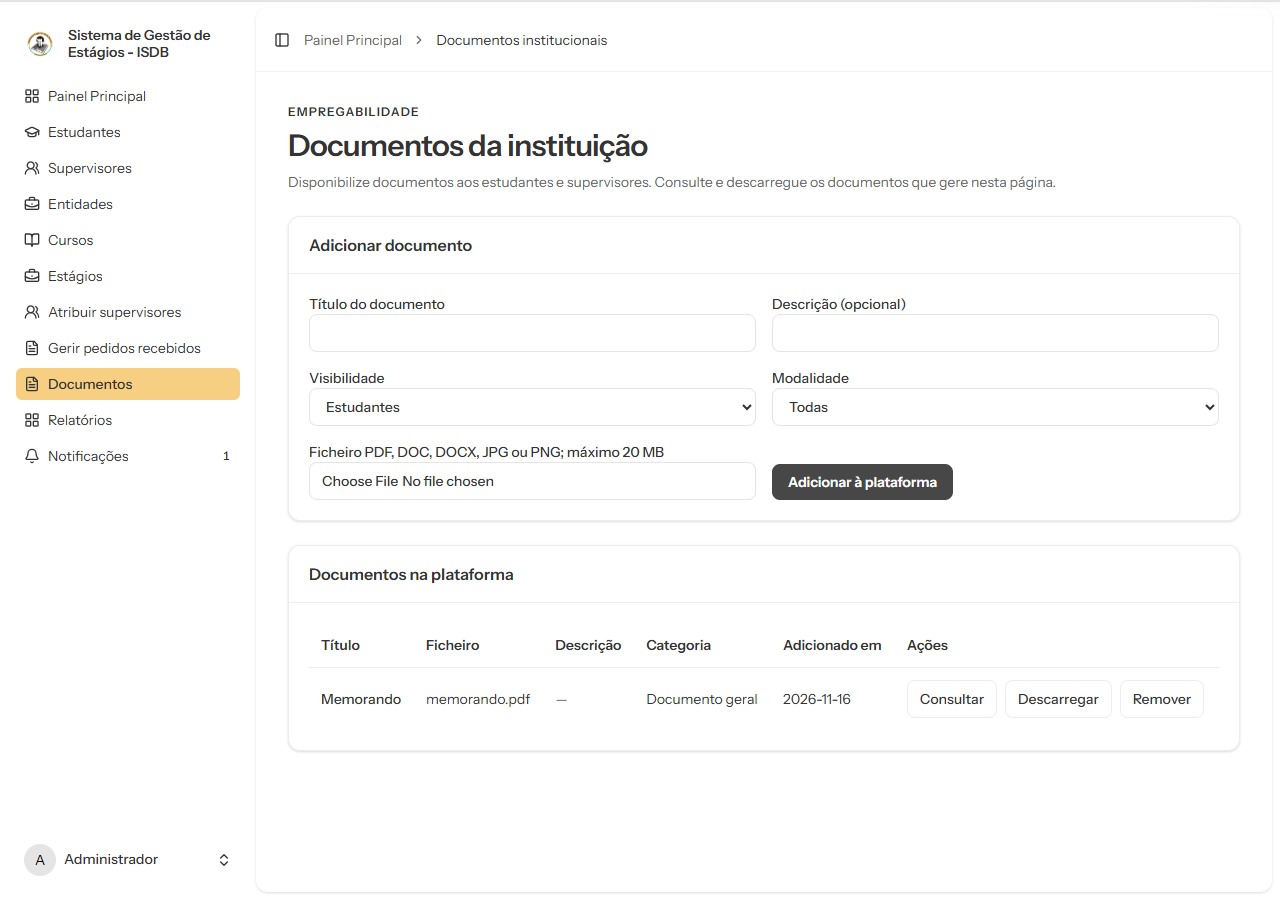 Sistema de Gestão de
Estágios - ISDB
Painel Principal
Estudantes
Supervisores
Entidades
Cursos
Estágios
Atribuir supervisores
Gerir pedidos recebidos
Documentos
Relatórios
Notificações 1
A Administrador
Painel Principal > Documentos institucionais
EMPREGABILIDADE
Documentos da instituição
Disponibilize documentos aos estudantes e supervisores. Consulte e descarregue os documentos que gere nesta página.
Adicionar documento
Título do documento Descrição (opcional)
Visibilidade Modalidade
Estudantes Todas
Ficheiro PDF, DOC, DOCX, JPG ou PNG; máximo 20 MB
Choose File No file chosen Adicionar à plataforma
Documentos na plataforma
Título Ficheiro Descrição Categoria Adicionado em Ações
Memorando memorando.pdf — Documento geral 2026-11-16 Consultar Descarregar Remover